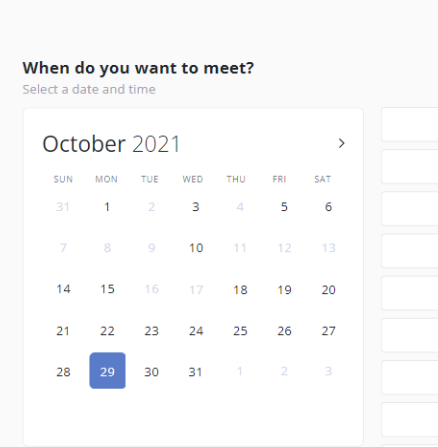 When do you want to meet?
Select a date and time
October 2021
SUN MON TUE WED THU FRI SAT
31 1 2 3 4 5 6
7 8 9 10 11 12 13
14 15 16 17 18 19 20
21 22 23 24 25 26 27
28 29 30 31 1 2 3